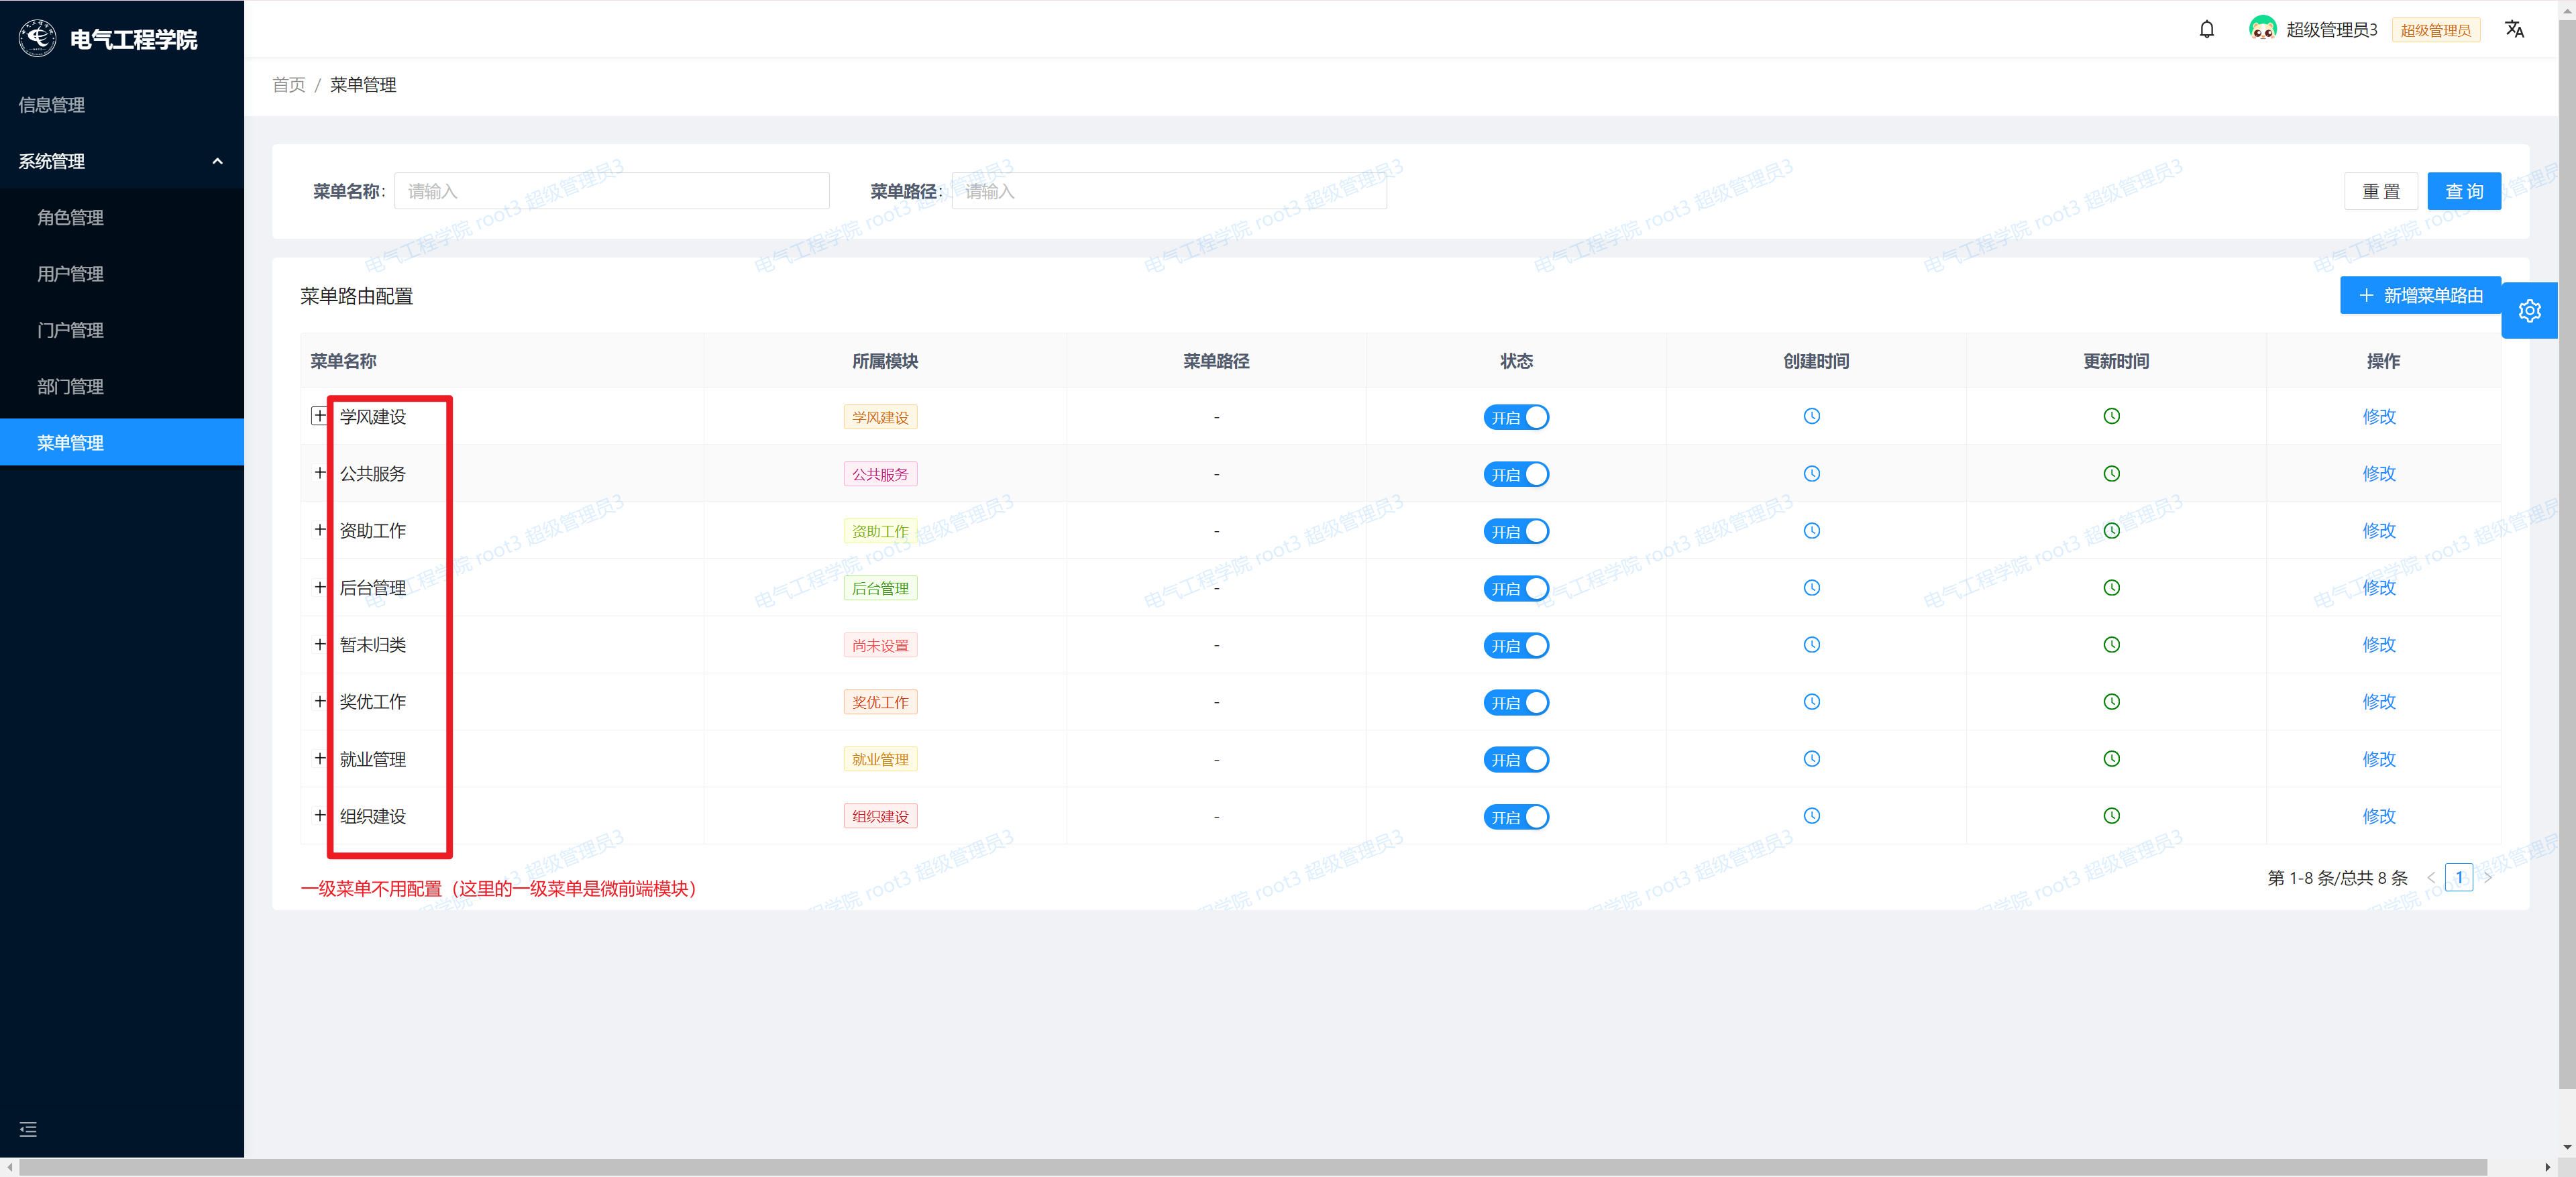 电气工程学院
超级管理员3 超级管理员
信息管理
系统管理
角色管理
用户管理
门户管理
部门管理
菜单管理
首页 / 菜单管理
菜单名称: 请输入 菜单路径: 请输入 重 置 查 询
菜单路由配置 新增菜单路由
菜单名称 所属模块 菜单路径 状态 创建时间 更新时间 操作
学风建设 学风建设 - 开启 修改
公共服务 公共服务 - 开启 修改
资助工作 资助工作 - 开启 修改
后台管理 后台管理 - 开启 修改
暂未归类 尚未设置 - 开启 修改
奖优工作 奖优工作 - 开启 修改
就业管理 就业管理 - 开启 修改
组织建设 组织建设 - 开启 修改
一级菜单不用配置（这里的一级菜单是微前端模块）
第 1-8 条/总共 8 条 < 1 >
电气工程学院 root3 超级管理员3